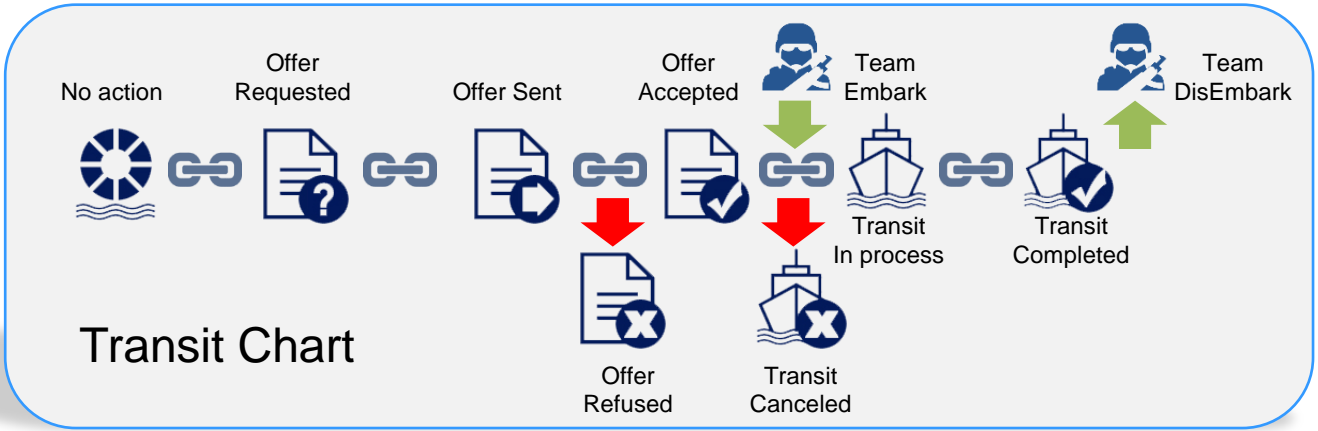 No action
Offer
Requested
Offer Sent
Offer
Accepted
Team
Embark
Team
DisEmbark
?
Transit
In process
Transit
Completed
X
X
Transit Chart
Offer
Refused
Transit
Canceled